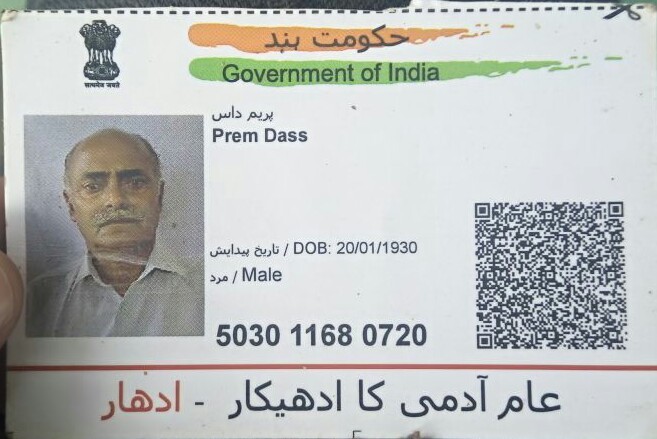 حکومت ہند
Government of India
सत्यमेव जयते
پریم داس
Prem Dass
تاریخ پیدایش / DOB: 20/01/1930
مرد / Male
5030 1168 0720
عام آدمی کا ادھیکار - ادھار